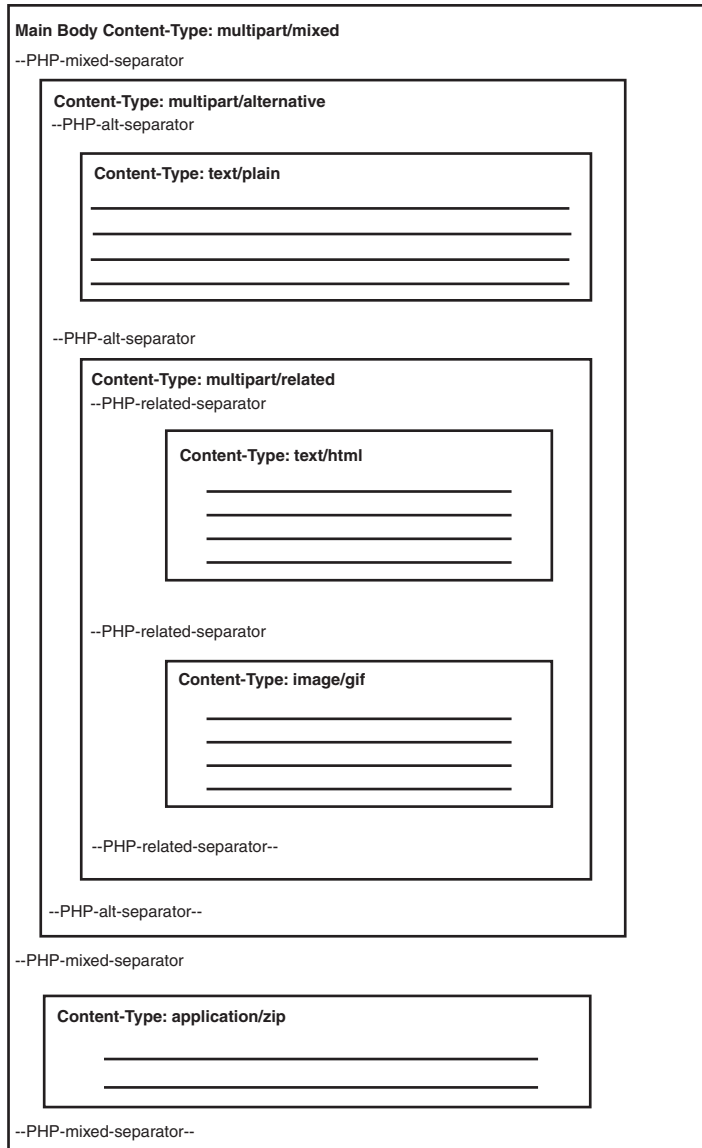 Main Body Content-Type: multipart/mixed
--PHP-mixed-separator
Content-Type: multipart/alternative
--PHP-alt-separator
Content-Type: text/plain
--PHP-alt-separator
Content-Type: multipart/related
--PHP-related-separator
Content-Type: text/html
--PHP-related-separator
Content-Type: image/gif
--PHP-related-separator--
--PHP-alt-separator--
--PHP-mixed-separator
Content-Type: application/zip
--PHP-mixed-separator--